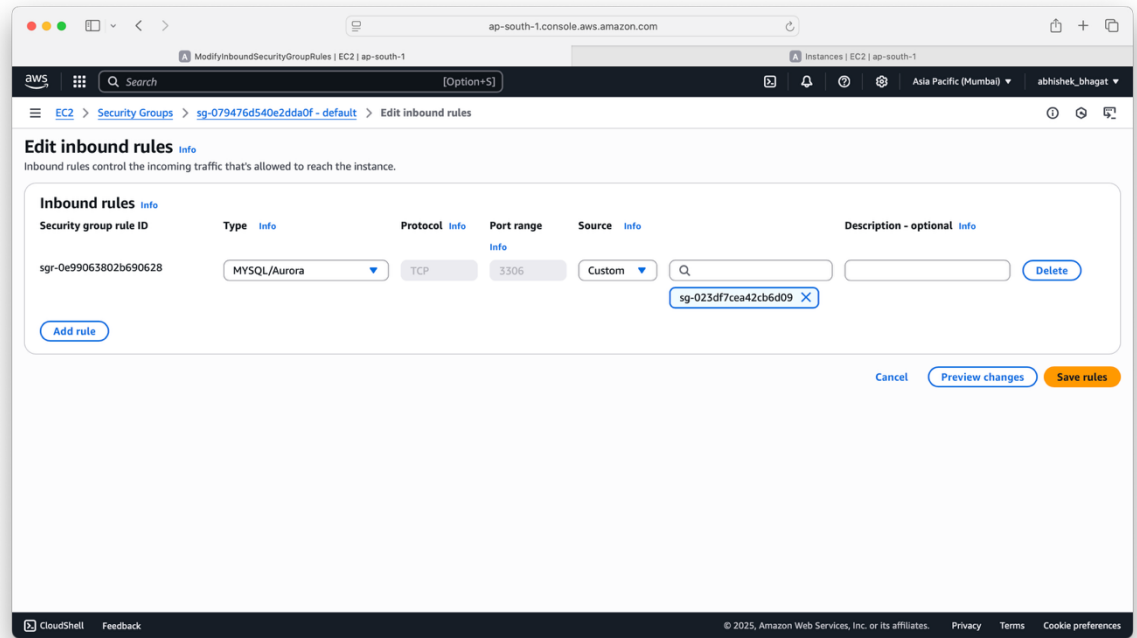 ap-south-1.console.aws.amazon.com
ModifyInboundSecurityGroupRules | EC2 | ap-south-1
Instances | EC2 | ap-south-1
aws
Search [Option+S]
Asia Pacific (Mumbai)
abhishek_bhagat
EC2 > Security Groups > sg-079476d540e2dda0f - default > Edit inbound rules
Edit inbound rules Info
Inbound rules control the incoming traffic that's allowed to reach the instance.
Inbound rules Info
Security group rule ID Type Info Protocol Info Port range Info Source Info Description - optional Info
sgr-0e99063802b690628 MYSQL/Aurora TCP 3306 Custom Delete
sg-023df7cea42cb6d09
Add rule
Cancel Preview changes Save rules
CloudShell Feedback © 2025, Amazon Web Services, Inc. or its affiliates. Privacy Terms Cookie preferences